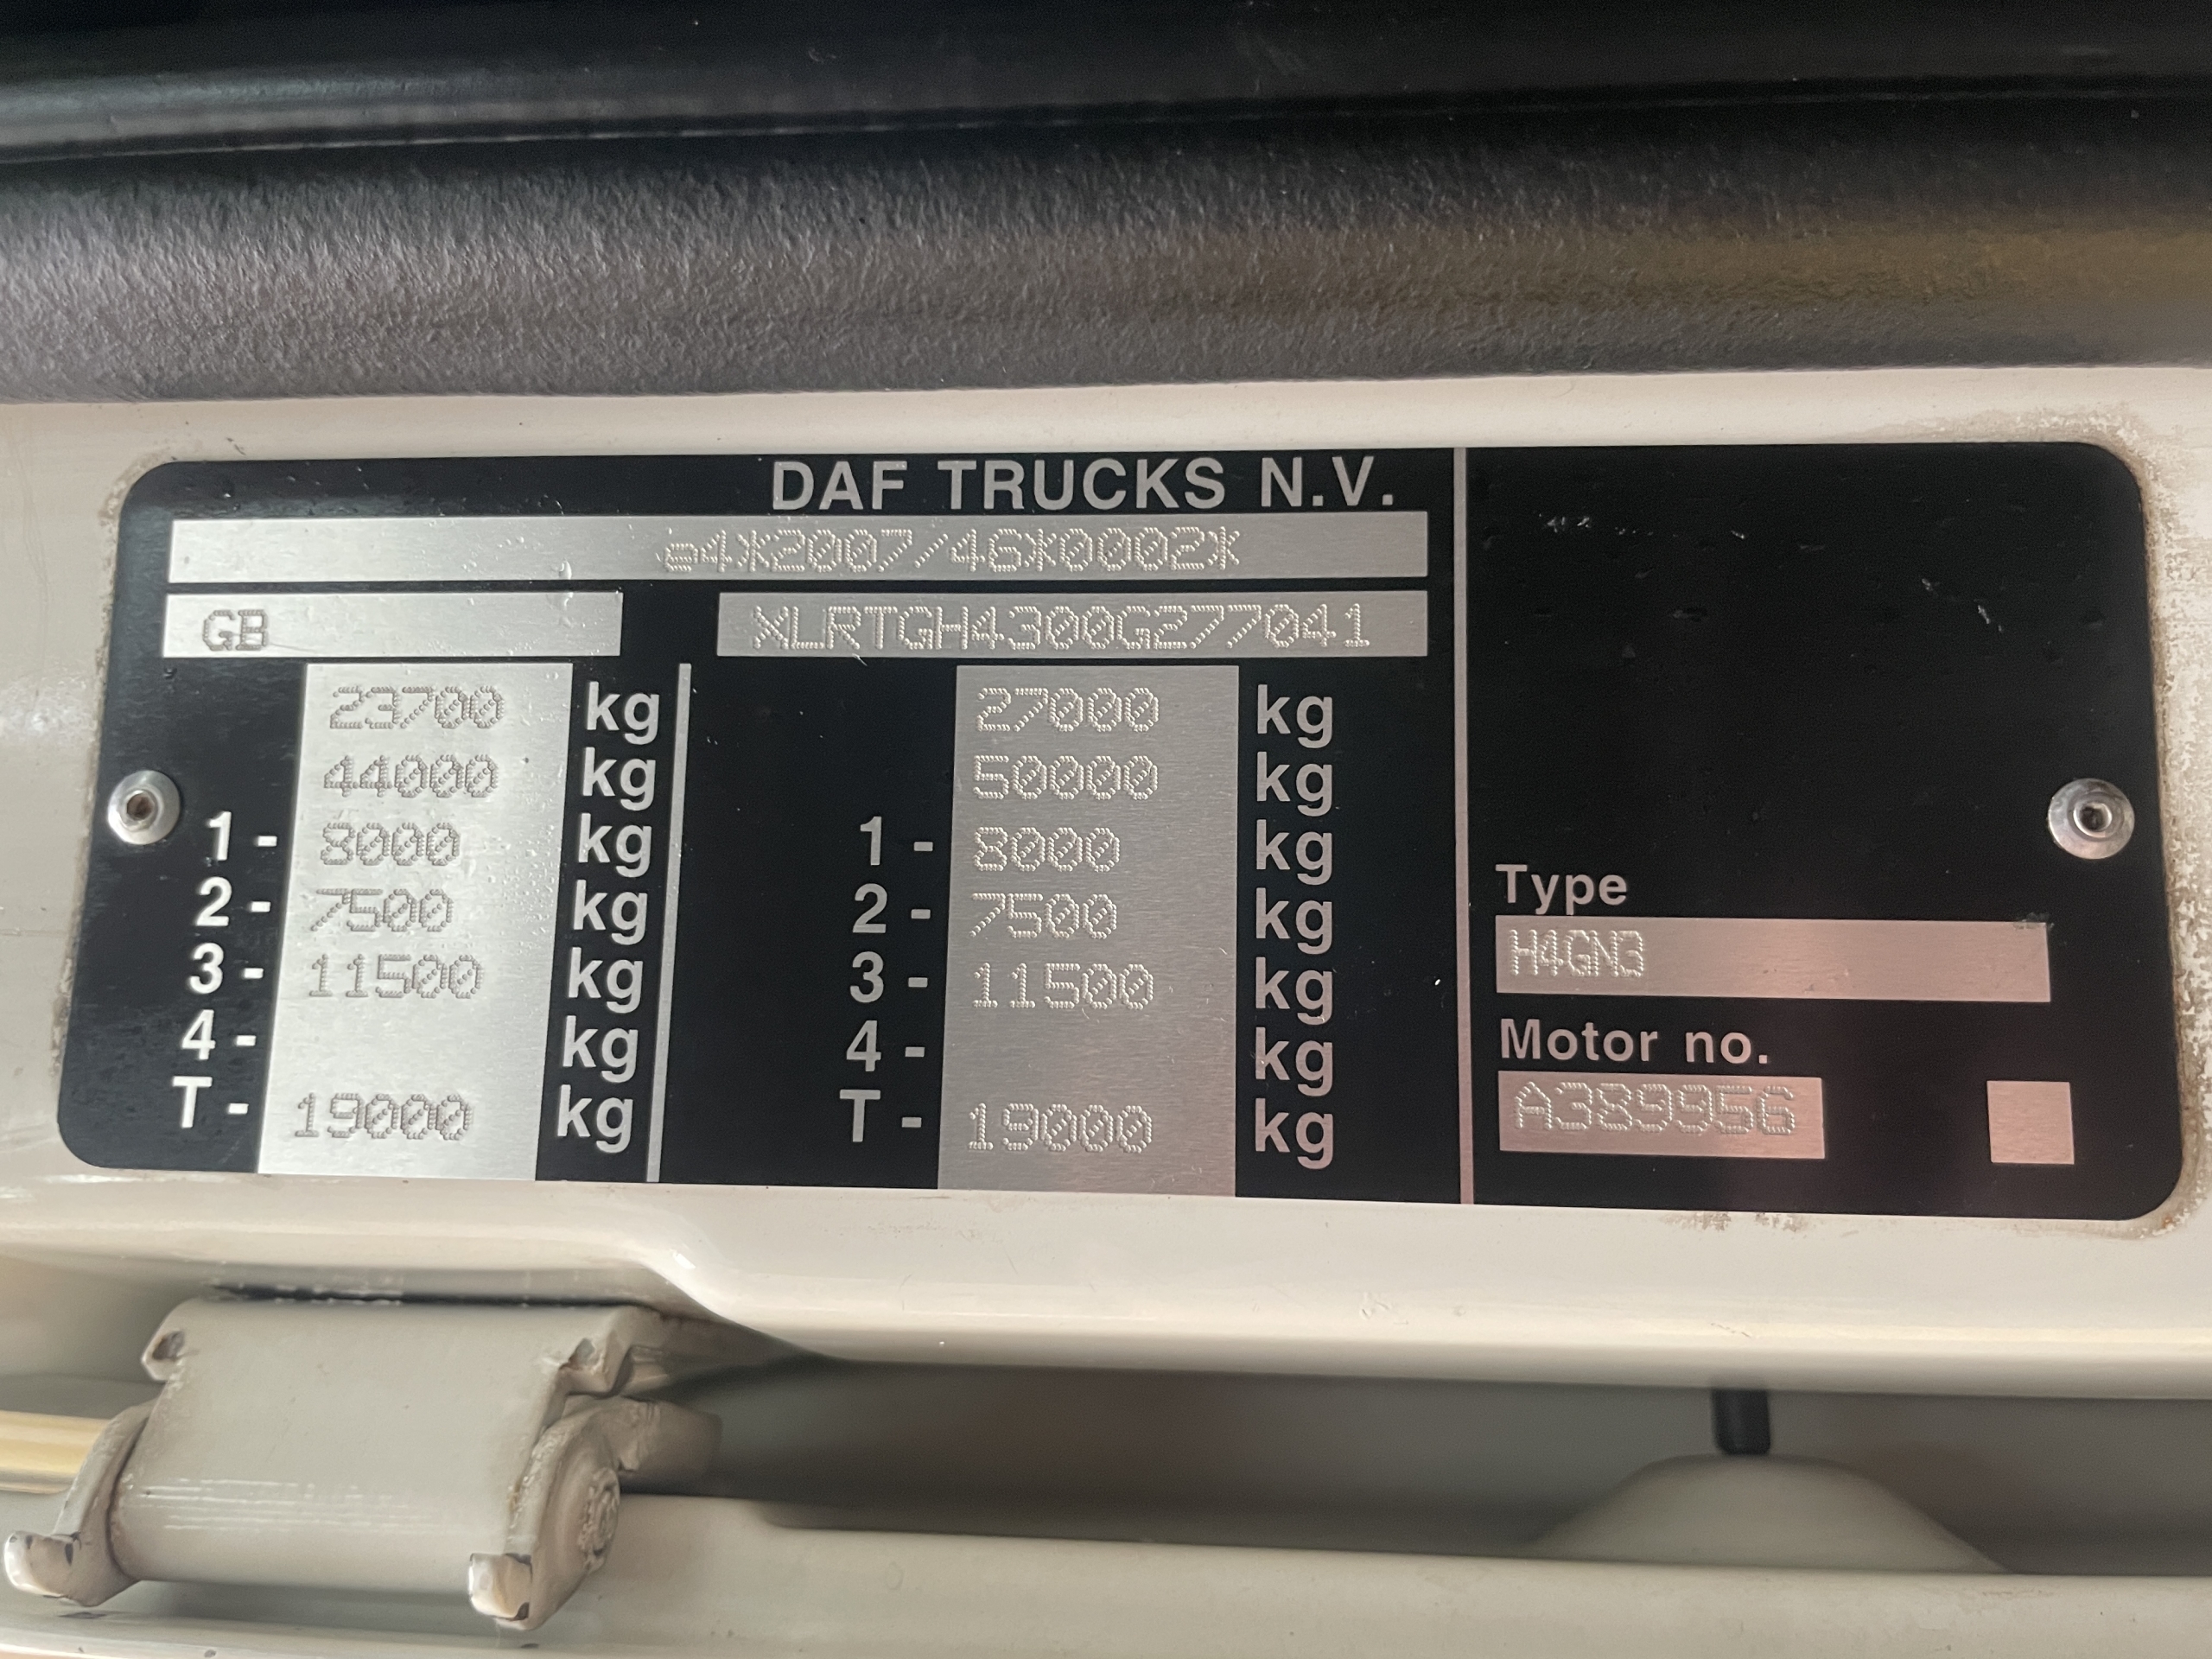 DAF TRUCKS N.V.
e4*2007/46*0002*
GB XLRTGH4300G277041
23700 kg 27000 kg
44000 kg 50000 kg
1 - 8000 kg 1 - 8000 kg
2 - 7500 kg 2 - 7500 kg
3 - 11500 kg 3 - 11500 kg
4 - kg 4 - kg
T - 19000 kg T - 19000 kg
Type
H4GN3
Motor no.
A389956